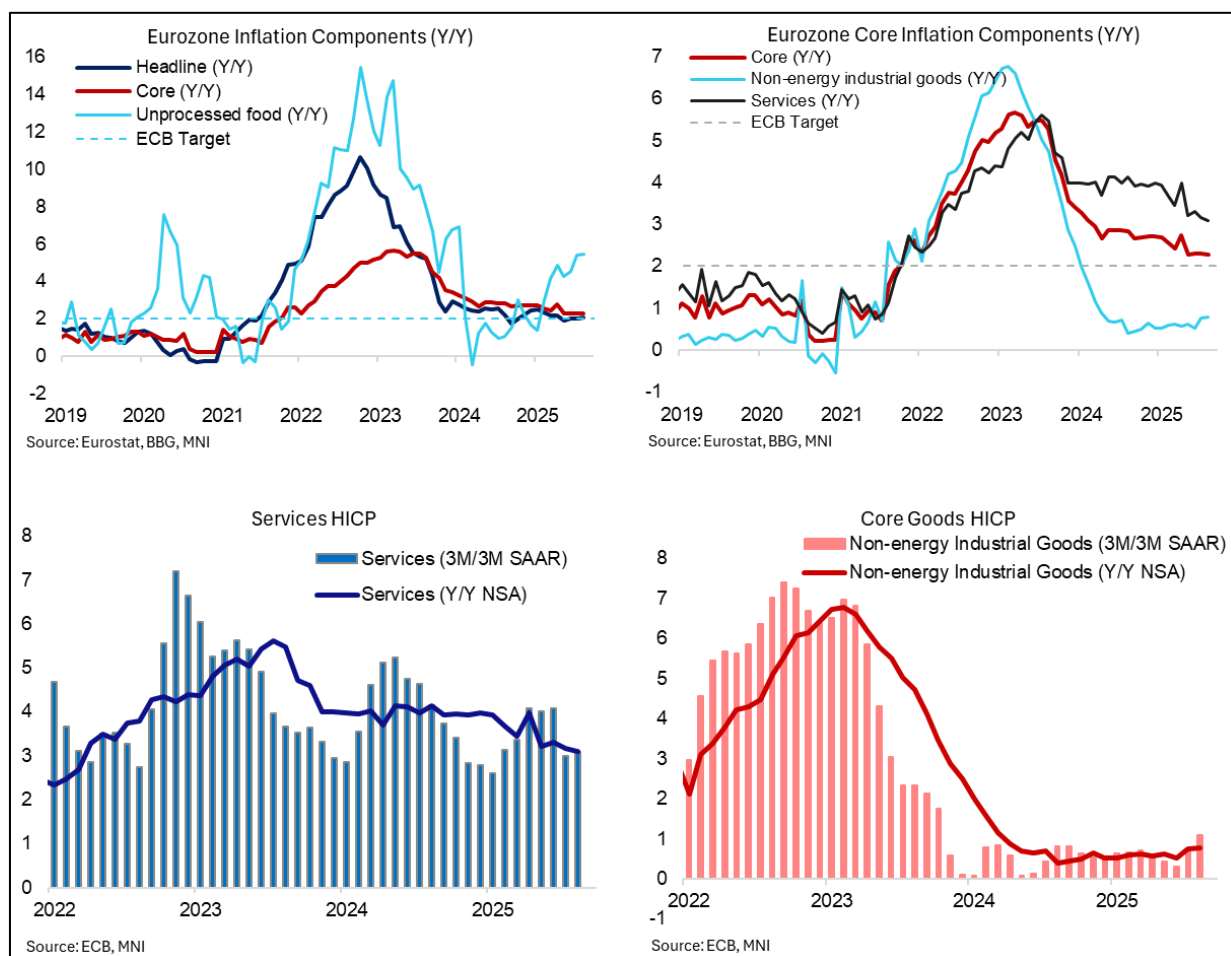 Eurozone Inflation Components (Y/Y)
16
14
12
10
8
6
4
2
0
-2
Headline (Y/Y)
Core (Y/Y)
Unprocessed food (Y/Y)
ECB Target
2019 2020 2021 2022 2023 2024 2025
Source: Eurostat, BBG, MNI
Eurozone Core Inflation Components (Y/Y)
7
6
5
4
3
2
1
0
-1
Core (Y/Y)
Non-energy industrial goods (Y/Y)
Services (Y/Y)
ECB Target
2019 2020 2021 2022 2023 2024 2025
Source: Eurostat, BBG, MNI
Services HICP
8
7
6
5
4
3
2
1
0
Services (3M/3M SAAR)
Services (Y/Y NSA)
2022 2023 2024 2025
Source: ECB, MNI
Core Goods HICP
8
7
6
5
4
3
2
1
0
-1
Non-energy Industrial Goods (3M/3M SAAR)
Non-energy Industrial Goods (Y/Y NSA)
2022 2023 2024 2025
Source: ECB, MNI